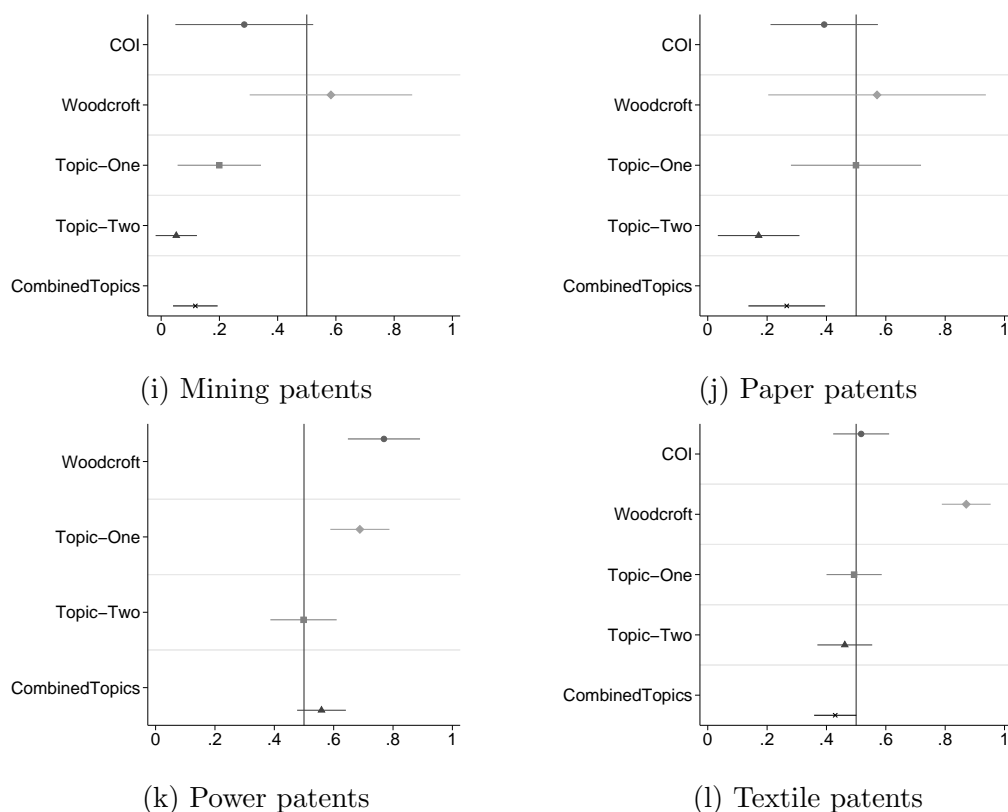 COI
Woodcroft
Topic−One
Topic−Two
CombinedTopics
0 .2 .4 .6 .8 1
(i) Mining patents
COI
Woodcroft
Topic−One
Topic−Two
CombinedTopics
0 .2 .4 .6 .8 1
(j) Paper patents
Woodcroft
Topic−One
Topic−Two
CombinedTopics
0 .2 .4 .6 .8 1
(k) Power patents
COI
Woodcroft
Topic−One
Topic−Two
CombinedTopics
0 .2 .4 .6 .8 1
(l) Textile patents